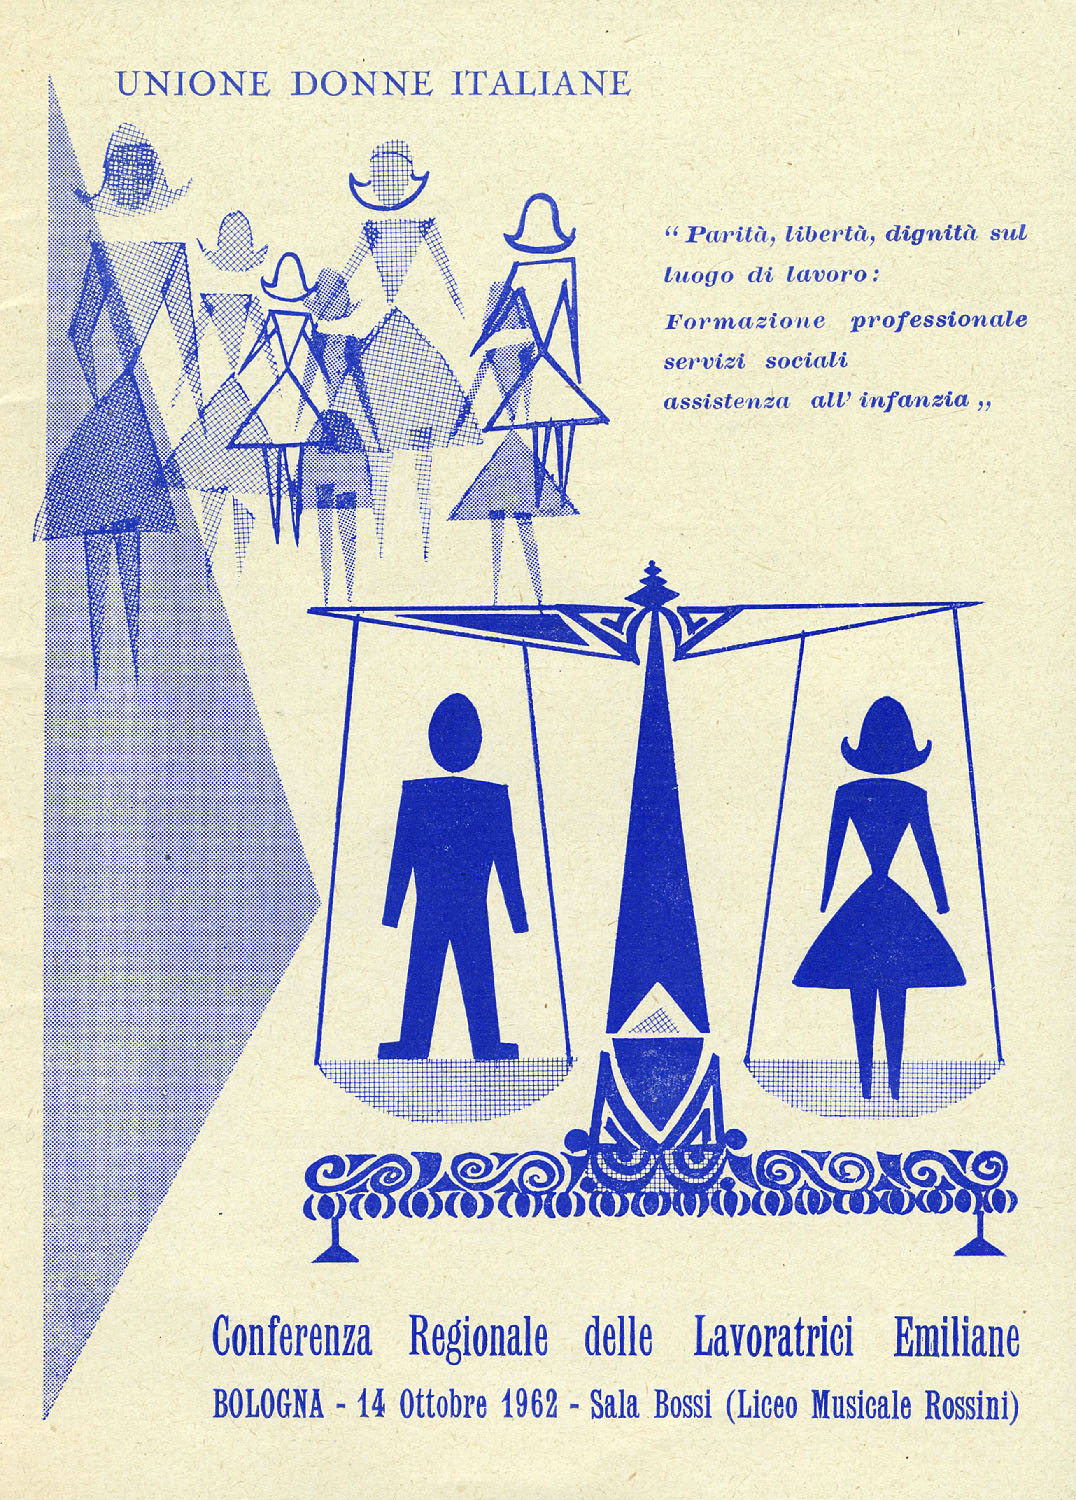 UNIONE DONNE ITALIANE
“ Parità, libertà, dignità sul
luogo di lavoro :
Formazione professionale
servizi sociali
assistenza all' infanzia „
Conferenza Regionale delle Lavoratrici Emiliane
BOLOGNA - 14 Ottobre 1962 - Sala Bossi (Liceo Musicale Rossini)